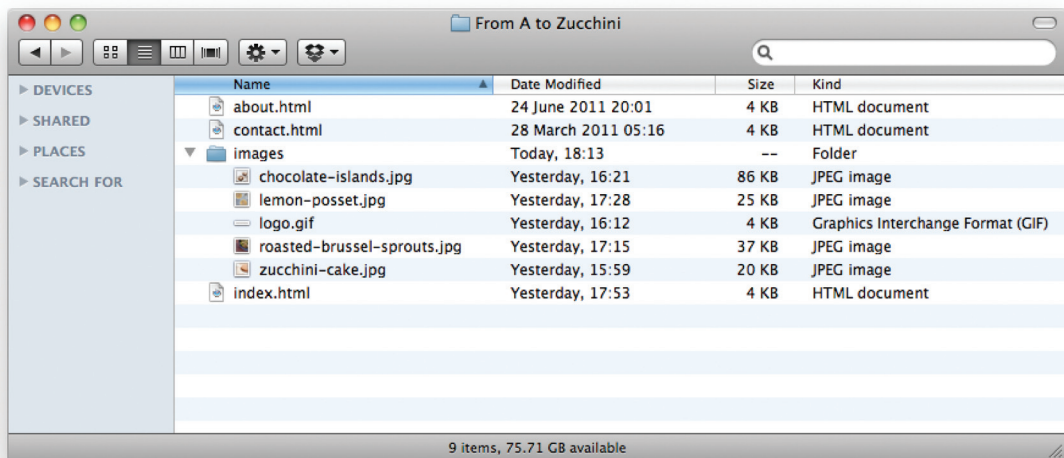 From A to Zucchini
Name Date Modified Size Kind
DEVICES
SHARED
PLACES
SEARCH FOR
about.html 24 June 2011 20:01 4 KB HTML document
contact.html 28 March 2011 05:16 4 KB HTML document
images Today, 18:13 -- Folder
chocolate-islands.jpg Yesterday, 16:21 86 KB JPEG image
lemon-posset.jpg Yesterday, 17:28 25 KB JPEG image
logo.gif Yesterday, 16:12 4 KB Graphics Interchange Format (GIF)
roasted-brussel-sprouts.jpg Yesterday, 17:15 37 KB JPEG image
zucchini-cake.jpg Yesterday, 15:59 20 KB JPEG image
index.html Yesterday, 17:53 4 KB HTML document
9 items, 75.71 GB available